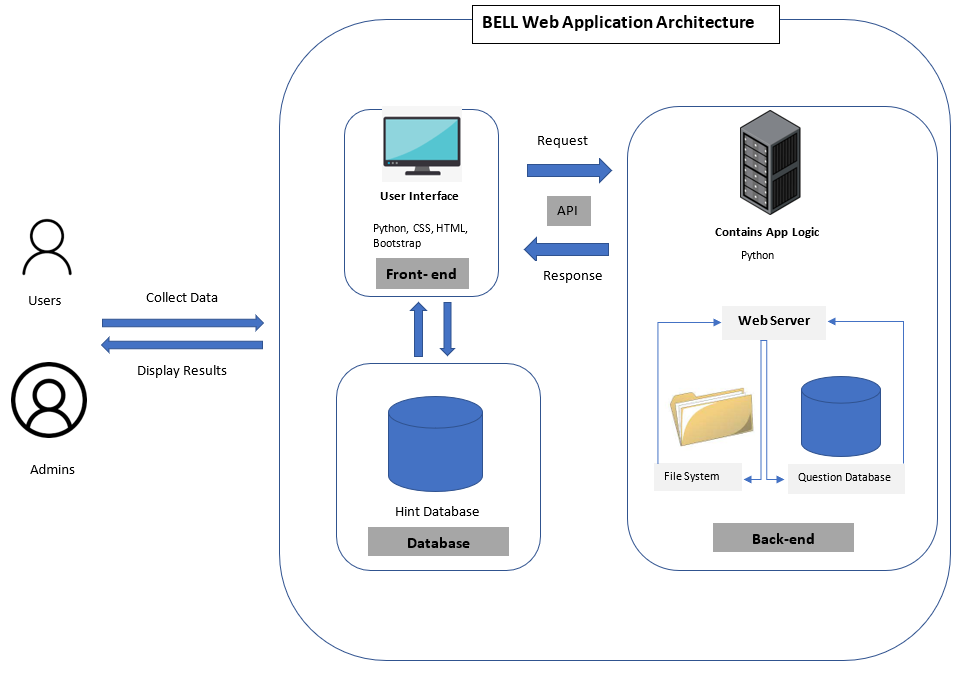 BELL Web Application Architecture
Users
Collect Data
Display Results
Admins
User Interface
Python, CSS, HTML,
Bootstrap
Front- end
Request
API
Response
Hint Database
Database
Contains App Logic
Python
Web Server
File System
Question Database
Back-end